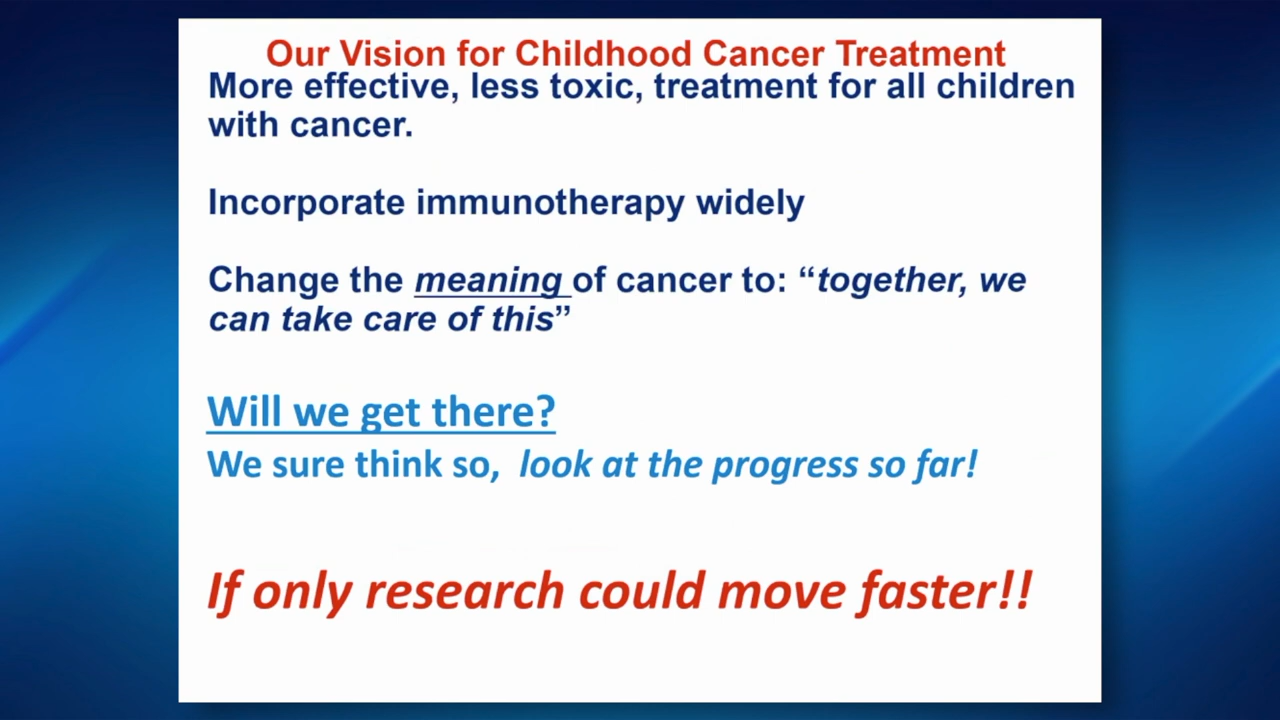 Our Vision for Childhood Cancer Treatment
More effective, less toxic, treatment for all children
with cancer.
Incorporate immunotherapy widely
Change the meaning of cancer to: “together, we
can take care of this”
Will we get there?
We sure think so, look at the progress so far!
If only research could move faster!!